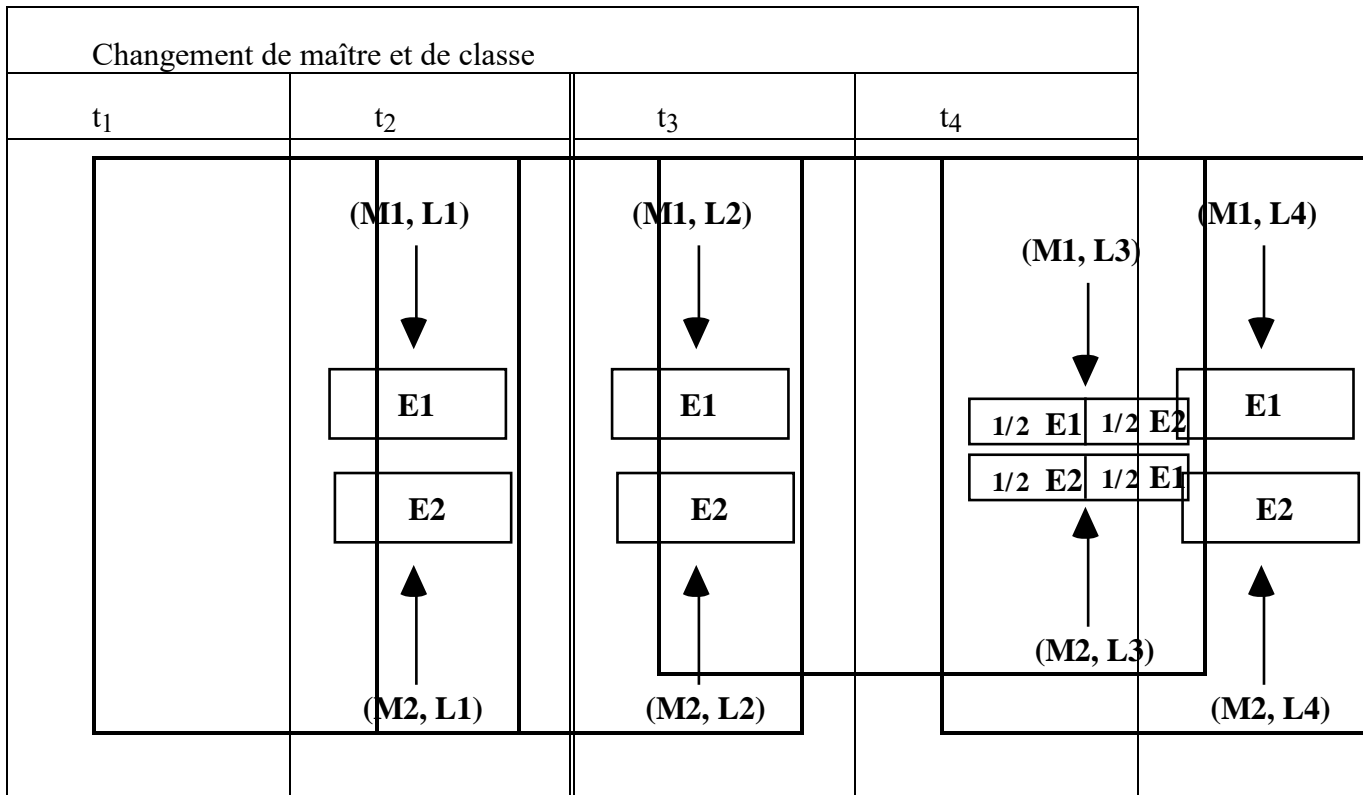 Changement de maître et de classe
t1 t2 t3 t4
(M1, L1) (M1, L2) (M1, L4)
(M1, L3)
E1 E1 E1
1/2 E1 1/2 E2
1/2 E2 1/2 E1
E2 E2 E2
(M2, L3)
(M2, L1) (M2, L2) (M2, L4)